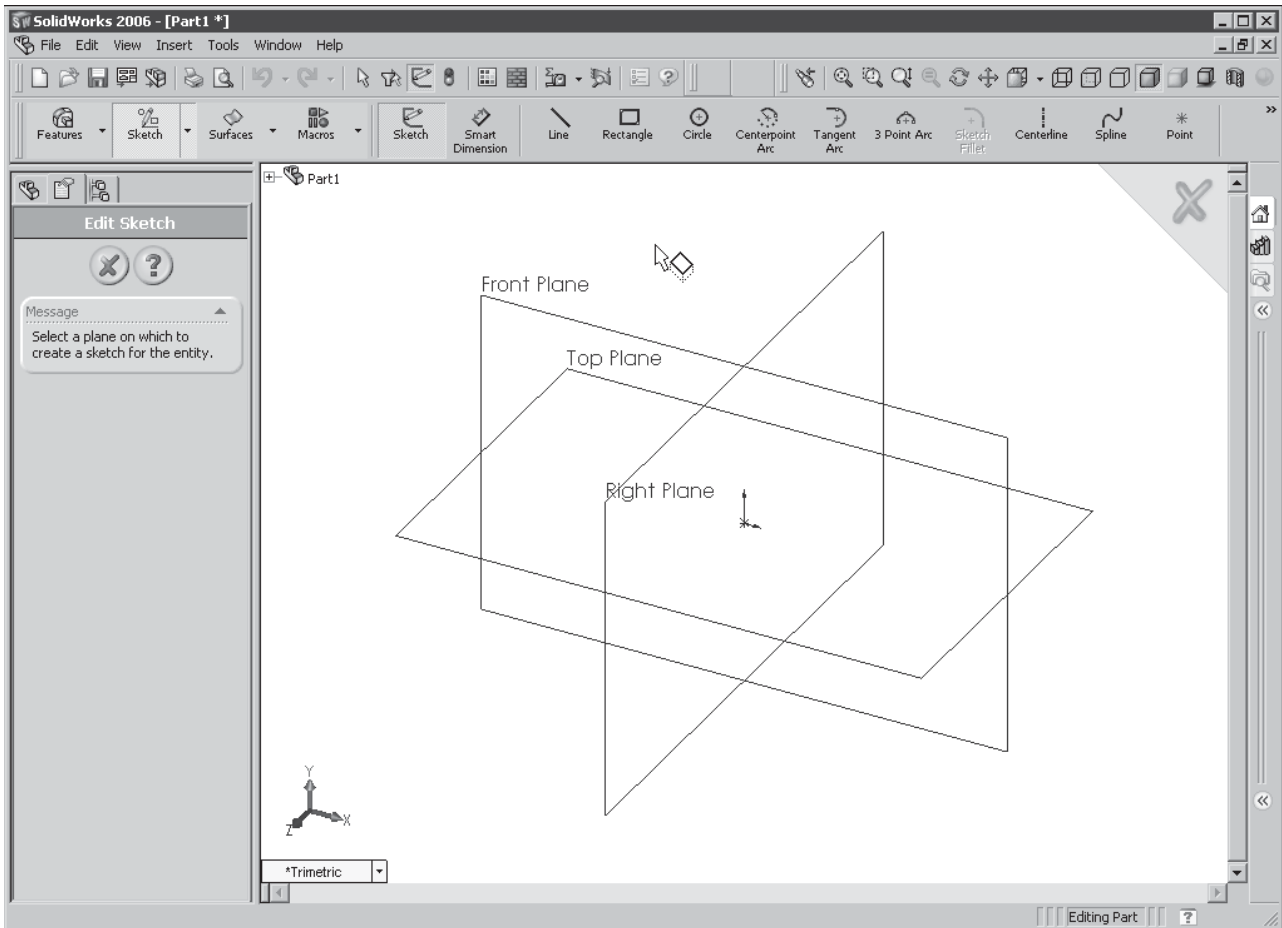 SolidWorks 2006 - [Part1 *]
File Edit View Insert Tools Window Help
Features Sketch Surfaces Macros Sketch Smart Dimension Line Rectangle Circle Centerpoint Arc Tangent Arc 3 Point Arc Sketch Fillet Centerline Spline Point
Part1
Edit Sketch
Message
Select a plane on which to
create a sketch for the entity.
Front Plane
Top Plane
Right Plane
Y
X
Z
*Trimetric
Editing Part